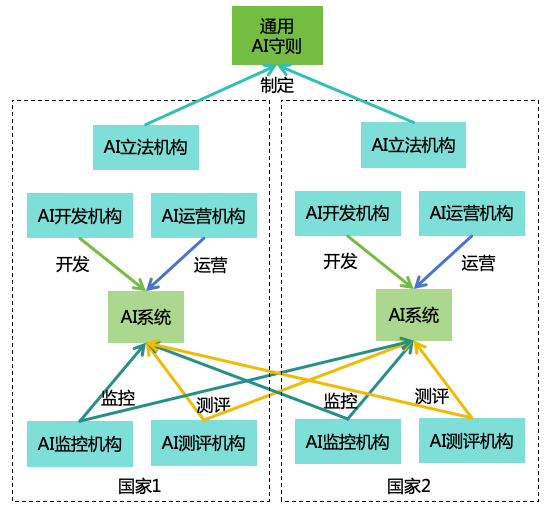 通用
AI守则
制定
AI立法机构
AI立法机构
AI开发机构
AI运营机构
AI开发机构
AI运营机构
开发
运营
开发
运营
AI系统
AI系统
监控
测评
监控
测评
AI监控机构
AI测评机构
AI监控机构
AI测评机构
国家1
国家2